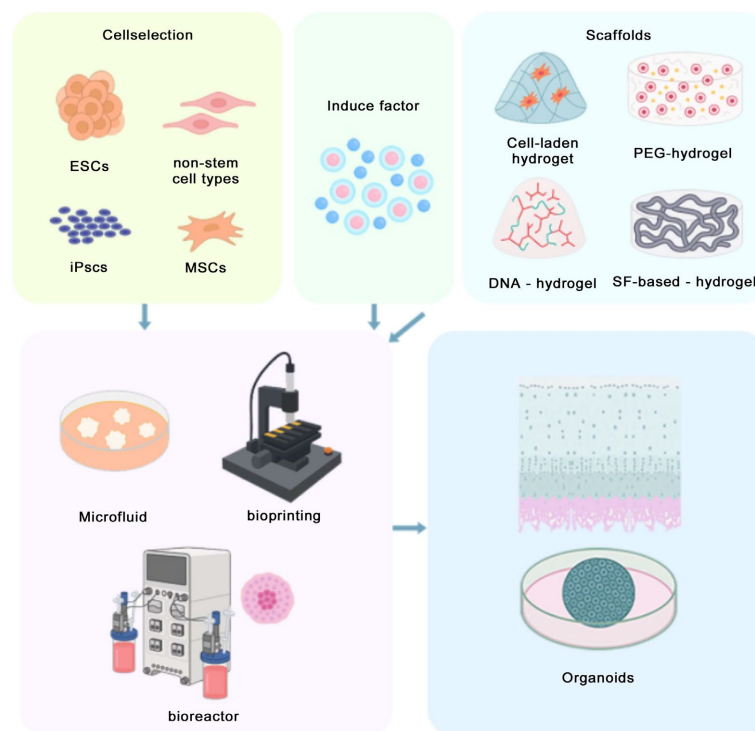 Cellselection
ESCs
non-stem
cell types
iPscs
MSCs
Induce factor
Scaffolds
Cell-laden
hydroget
PEG-hydrogel
DNA - hydrogel
SF-based - hydrogel
Microfluid
bioprinting
bioreactor
Organoids